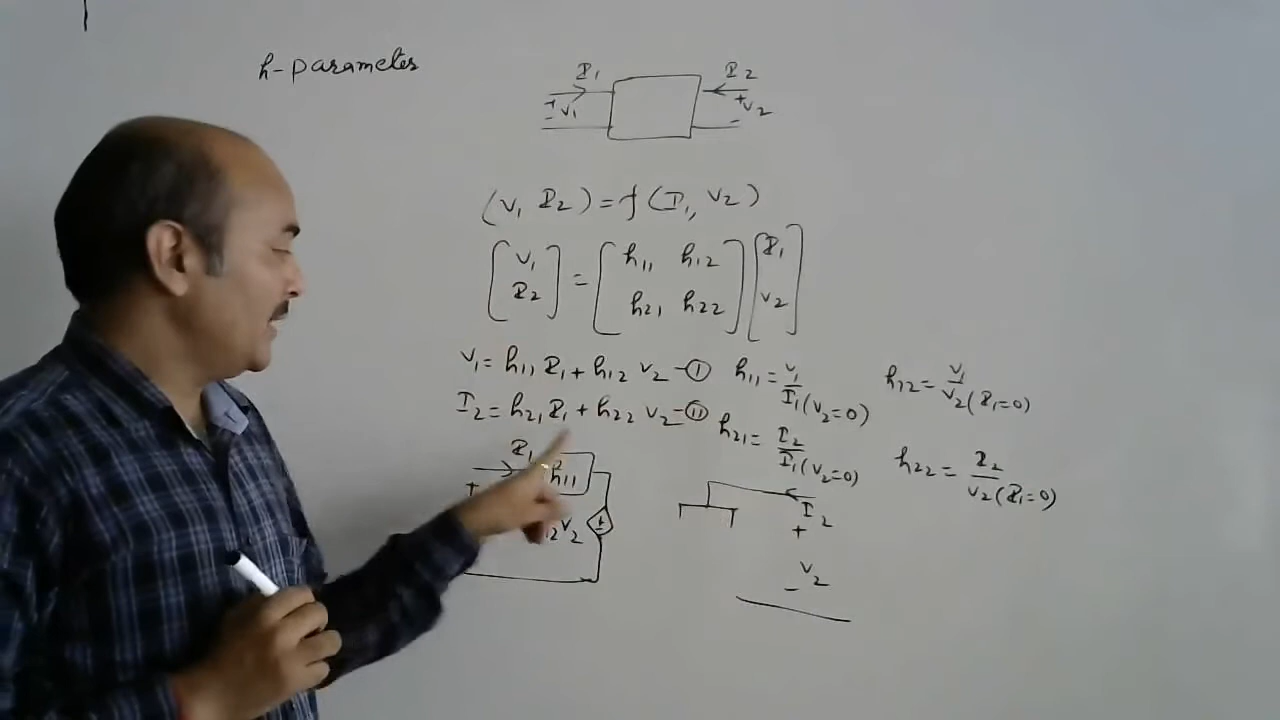 h-parameter
I1 I2
+ V1 - + V2 -
(V1 I2) = f(I1, V2)
[V1 I2] = [h11 h12 h21 h22] [I1 V2]
V1 = h11 I1 + h12 V2 - (I) h11 = V1/I1 (V2=0) h12 = V1/V2 (I1=0)
I2 = h21 I1 + h22 V2 - (II) h21 = I2/I1 (V2=0) h22 = I2/V2 (I1=0)
I1
+ h11 I2
2V2 ± +
V2
-